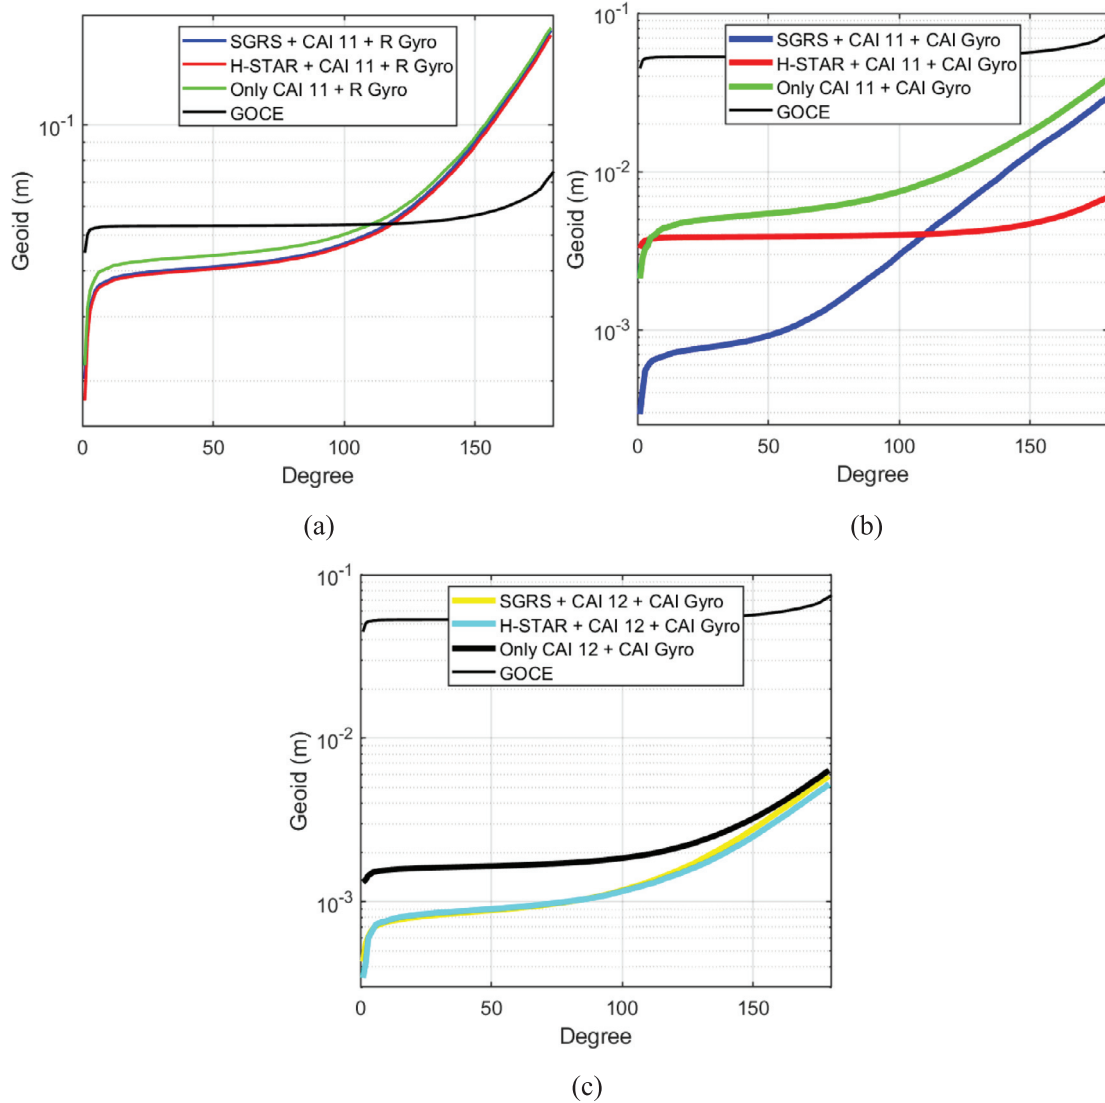 SGRS + CAI 11 + R Gyro
H-STAR + CAI 11 + R Gyro
Only CAI 11 + R Gyro
GOCE
10-1
Geoid (m)
0 50 100 150
Degree
(a)
10-1
SGRS + CAI 11 + CAI Gyro
H-STAR + CAI 11 + CAI Gyro
Only CAI 11 + CAI Gyro
GOCE
10-2
10-3
Geoid (m)
0 50 100 150
Degree
(b)
10-1
SGRS + CAI 12 + CAI Gyro
H-STAR + CAI 12 + CAI Gyro
Only CAI 12 + CAI Gyro
GOCE
10-2
10-3
Geoid (m)
0 50 100 150
Degree
(c)